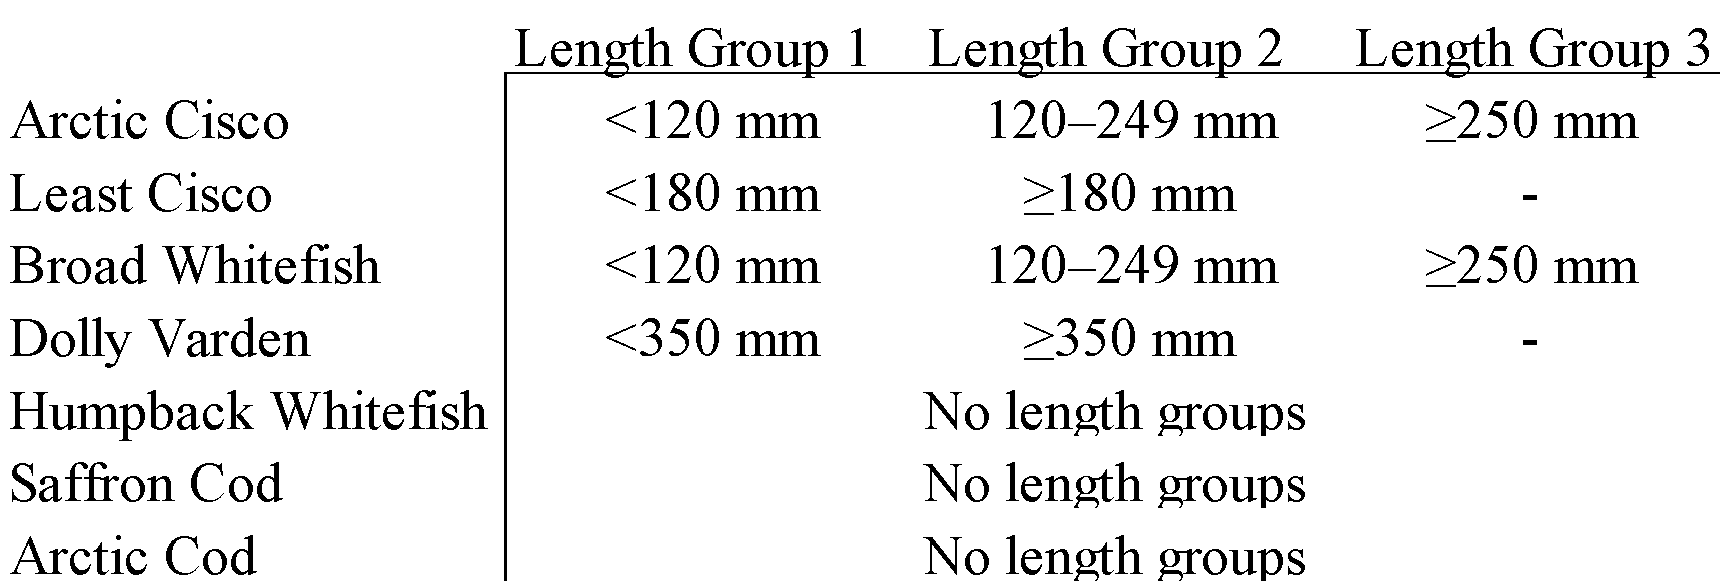 Length Group 1 Length Group 2 Length Group 3
Arctic Cisco <120 mm 120–249 mm ≥250 mm
Least Cisco <180 mm ≥180 mm -
Broad Whitefish <120 mm 120–249 mm ≥250 mm
Dolly Varden <350 mm ≥350 mm -
Humpback Whitefish No length groups
Saffron Cod No length groups
Arctic Cod No length groups